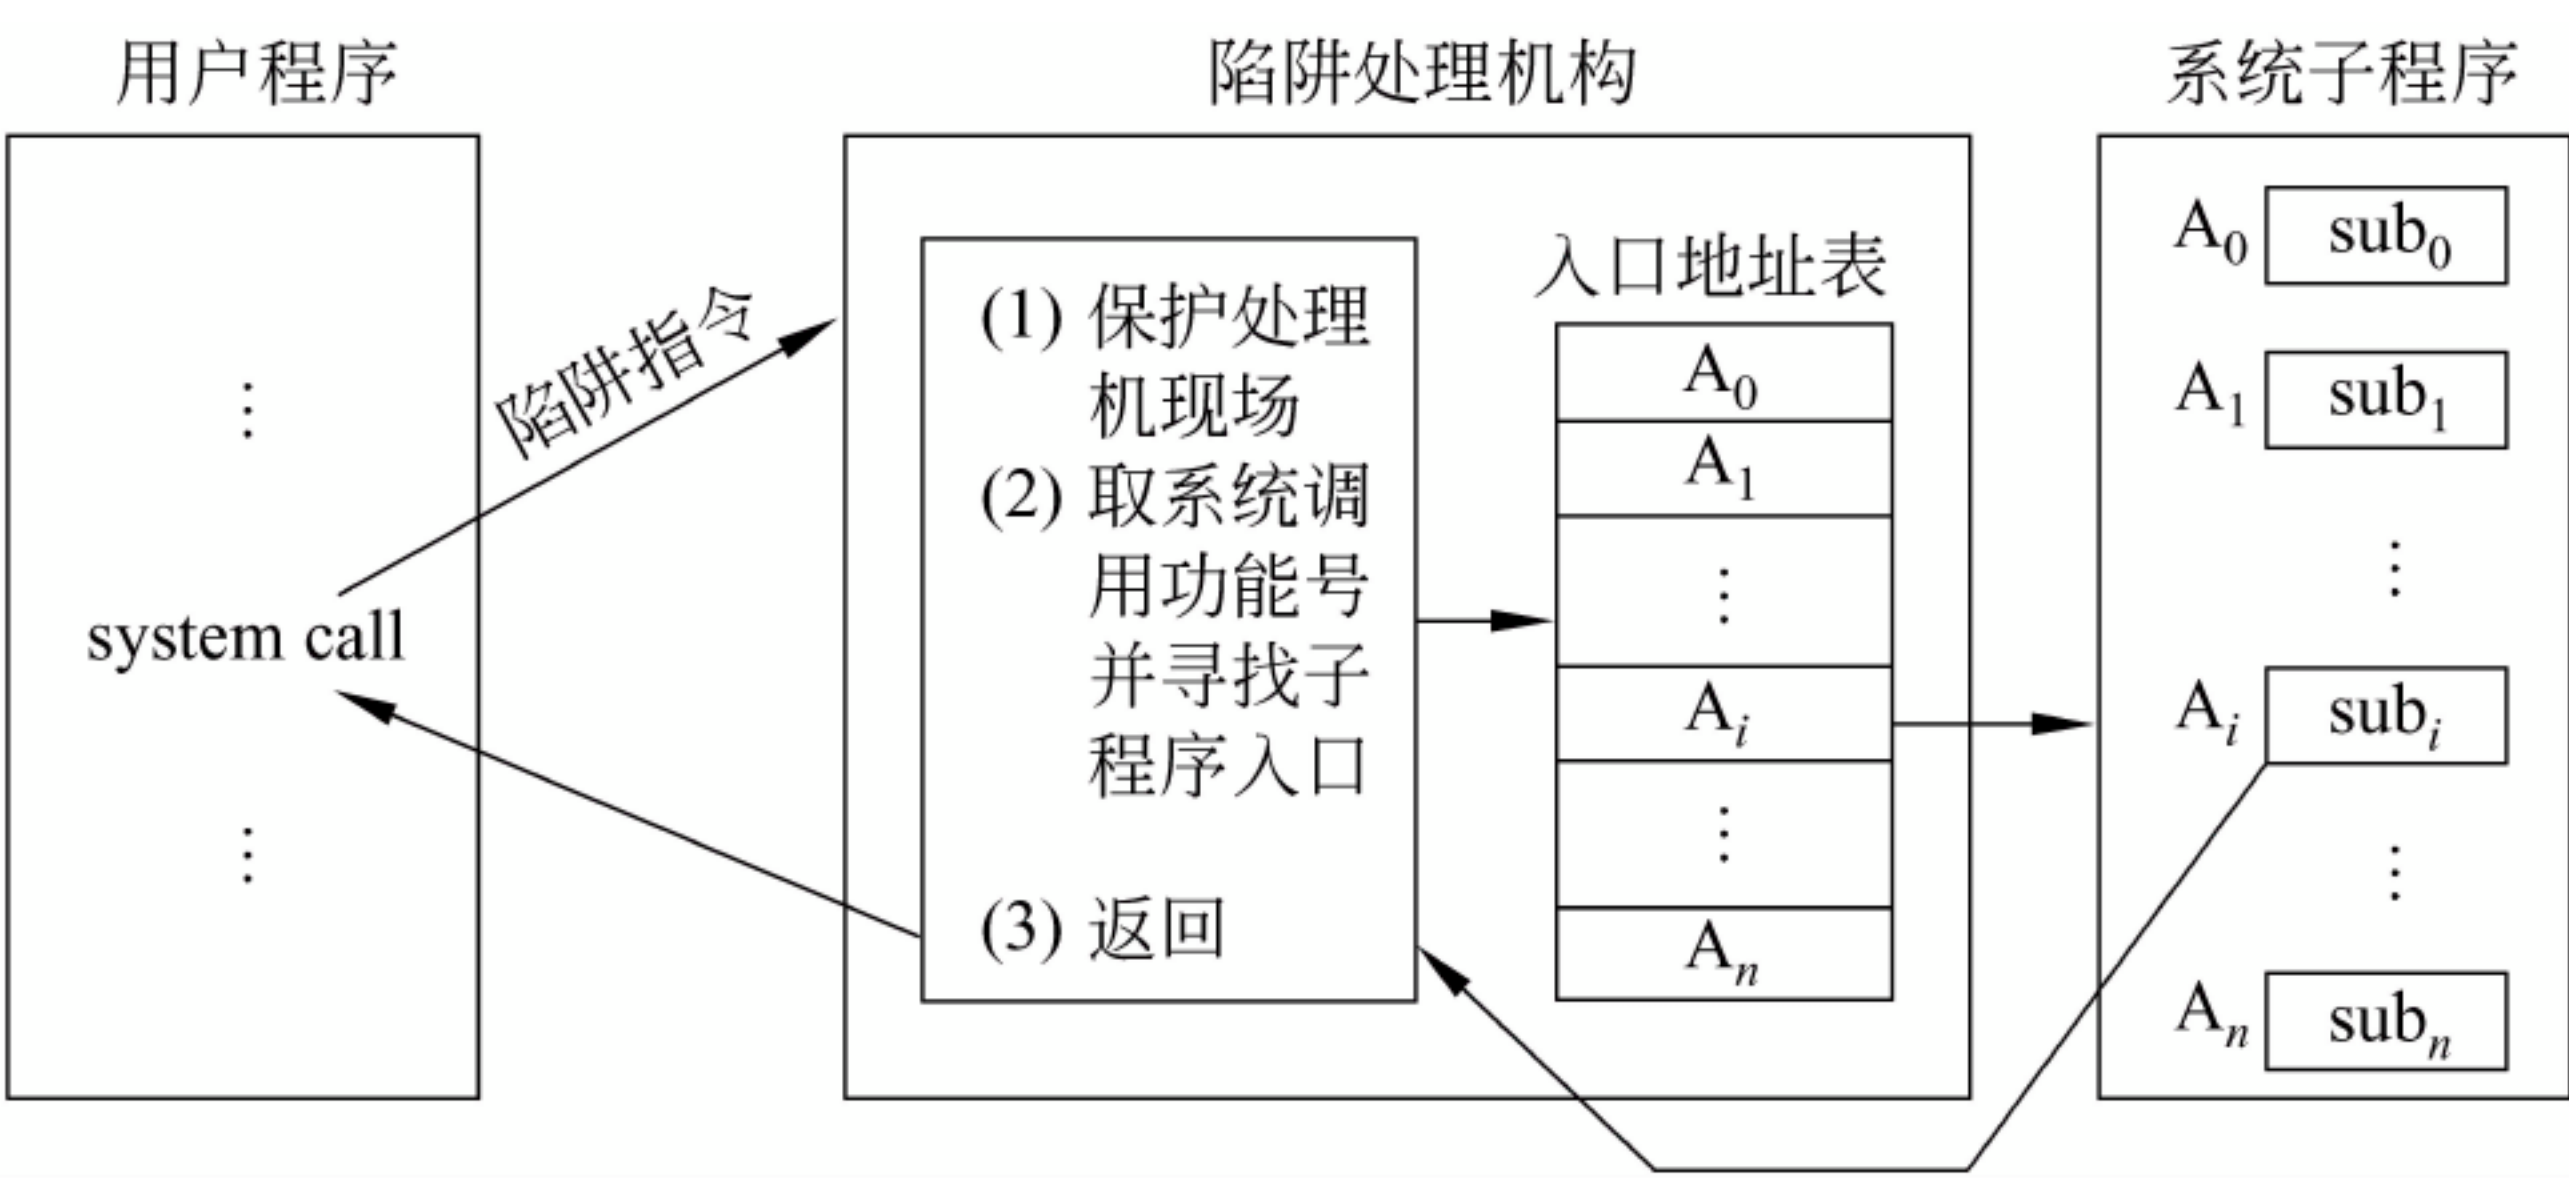 用户程序
⋮
system call
⋮
陷阱指令
陷阱处理机构
(1) 保护处理
机现场
(2) 取系统调
用功能号
并寻找子
程序入口
(3) 返回
入口地址表
A₀
A₁
⋮
Aᵢ
⋮
Aₙ
系统子程序
A₀ sub₀
A₁ sub₁
⋮
Aᵢ subᵢ
⋮
Aₙ subₙ